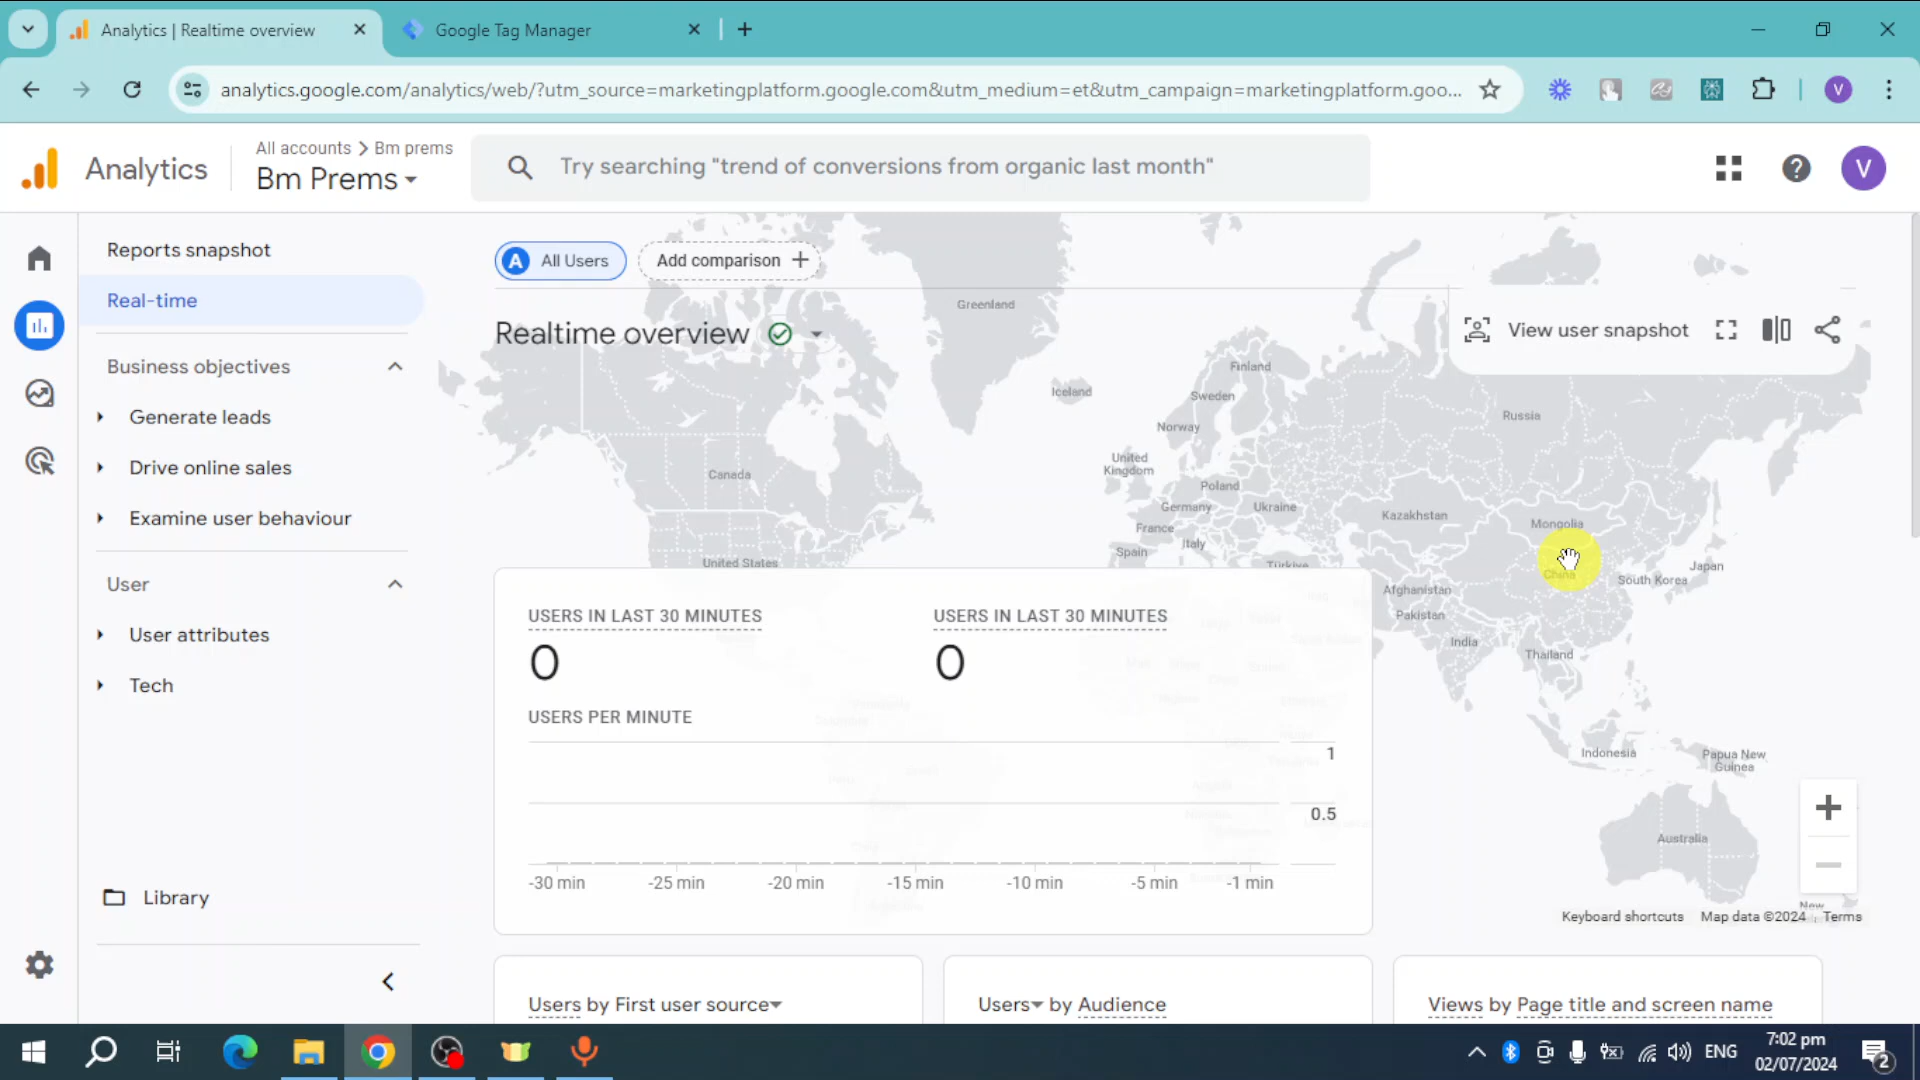 Analytics | Realtime overview
Google Tag Manager
analytics.google.com/analytics/web/?utm_source=marketingplatform.google.com&utm_medium=et&utm_campaign=marketingplatform.goo...
V
Analytics
All accounts > Bm prems
Bm Prems
Try searching "trend of conversions from organic last month"
V
Reports snapshot
Real-time
Business objectives
Generate leads
Drive online sales
Examine user behaviour
User
User attributes
Tech
Library
A All Users
Add comparison +
Realtime overview
View user snapshot
Greenland
Iceland
Finland
Sweden
Norway
Russia
United Kingdom
Poland
Germany
Ukraine
France
Italy
Spain
Türkiye
Canada
United States
Kazakhstan
Mongolia
China
South Korea
Japan
Afghanistan
Pakistan
India
Thailand
Indonesia
Papua New Guinea
Australia
New
USERS IN LAST 30 MINUTES
0
USERS IN LAST 30 MINUTES
0
USERS PER MINUTE
1
0.5
-30 min
-25 min
-20 min
-15 min
-10 min
-5 min
-1 min
Keyboard shortcuts
Map data ©2024
Terms
Users by First user source
Users by Audience
Views by Page title and screen name
ENG
7:02 pm
02/07/2024
2